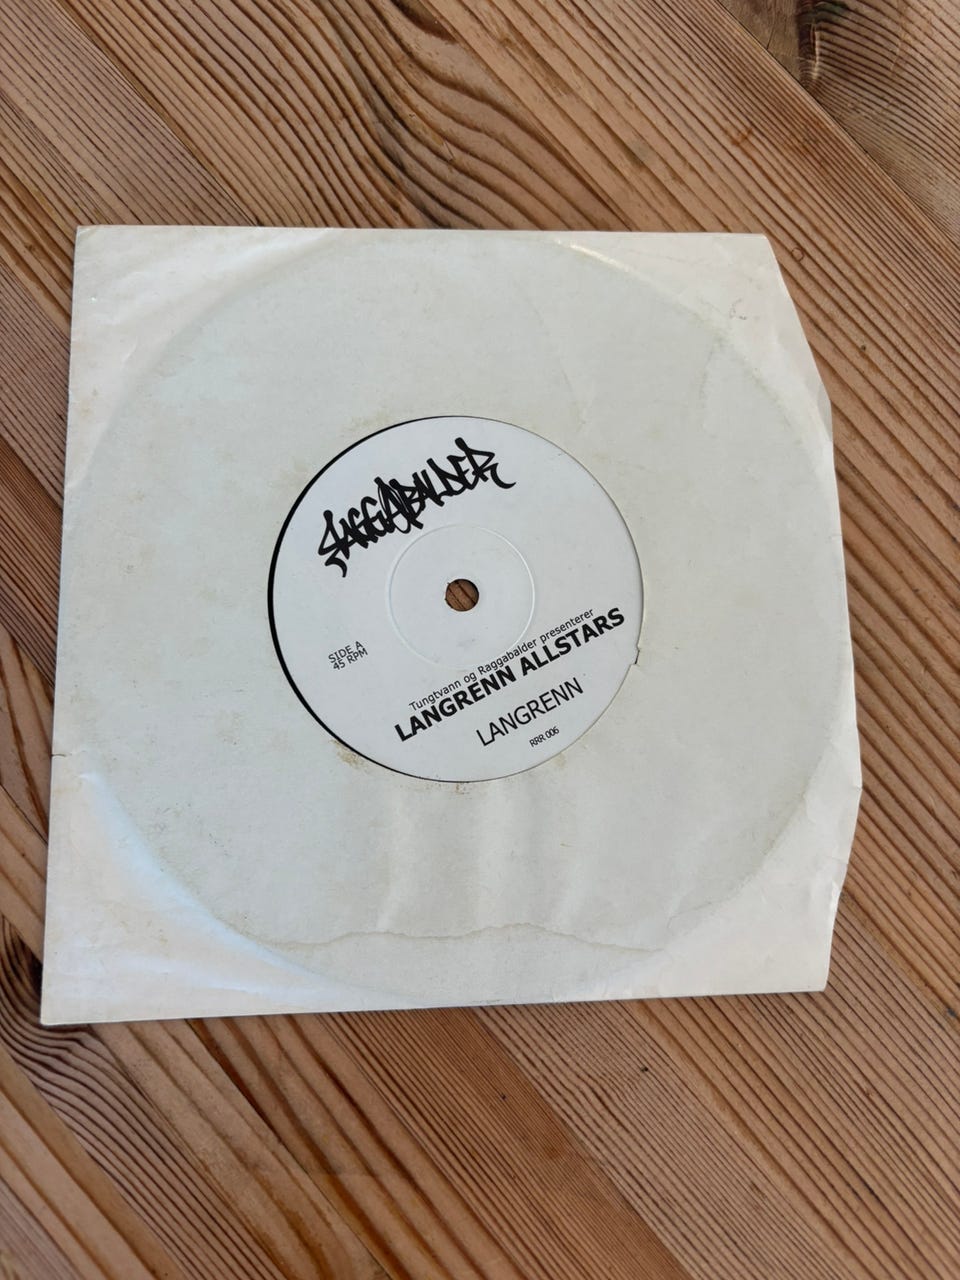 RAGGABALDER
SIDE A
45 RPM
Tungtvann og Raggabalder presenterer
LANGRENN ALLSTARS
LANGRENN
RRR 006